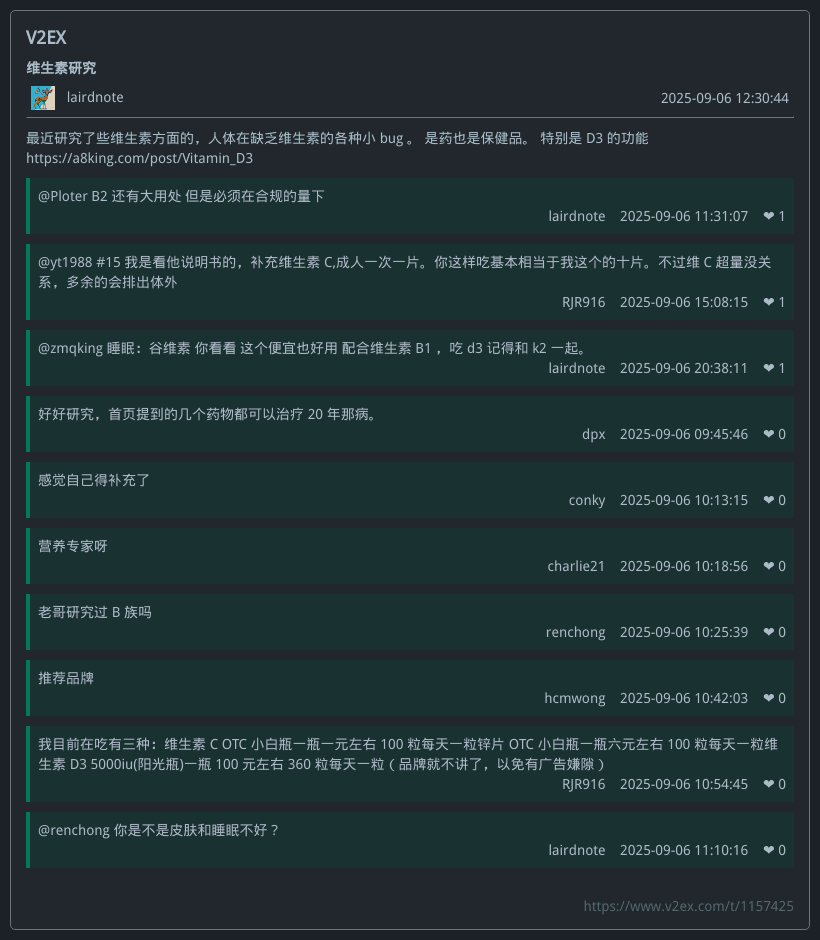 V2EX
维生素研究
lairdnote 2025-09-06 12:30:44
最近研究了些维生素方面的，人体在缺乏维生素的各种小 bug 。 是药也是保健品。 特别是 D3 的功能
https://a8king.com/post/Vitamin_D3
@Ploter B2 还有大用处 但是必须在合规的量下
lairdnote 2025-09-06 11:31:07 ❤ 1
@yt1988 #15 我是看他说明书的，补充维生素 C,成人一次一片。你这样吃基本相当于我这个的十片。不过维 C 超量没关
系，多余的会排出体外
RJR916 2025-09-06 15:08:15 ❤ 1
@zmqking 睡眠：谷维素 你看看 这个便宜也好用 配合维生素 B1 ，吃 d3 记得和 k2 一起。
lairdnote 2025-09-06 20:38:11 ❤ 1
好好研究，首页提到的几个药物都可以治疗 20 年那病。
dpx 2025-09-06 09:45:46 ❤ 0
感觉自己得补充了
conky 2025-09-06 10:13:15 ❤ 0
营养专家呀
charlie21 2025-09-06 10:18:56 ❤ 0
老哥研究过 B 族吗
renchong 2025-09-06 10:25:39 ❤ 0
推荐品牌
hcmwong 2025-09-06 10:42:03 ❤ 0
我目前在吃有三种：维生素 C OTC 小白瓶一瓶一元左右 100 粒每天一粒锌片 OTC 小白瓶一瓶六元左右 100 粒每天一粒维
生素 D3 5000iu(阳光瓶)一瓶 100 元左右 360 粒每天一粒（品牌就不讲了，以免有广告嫌隙）
RJR916 2025-09-06 10:54:45 ❤ 0
@renchong 你是不是皮肤和睡眠不好？
lairdnote 2025-09-06 11:10:16 ❤ 0
https://www.v2ex.com/t/1157425